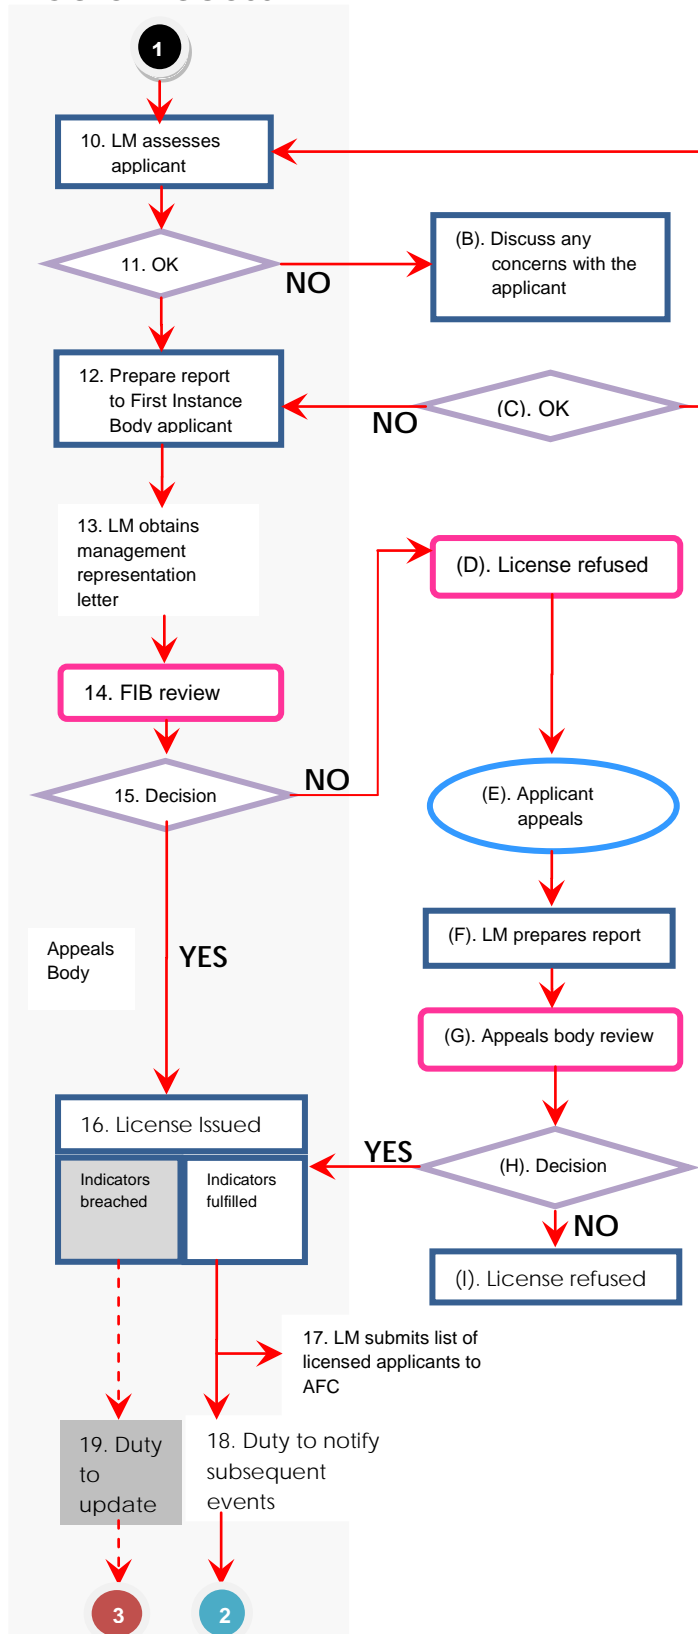 1
10. LM assesses
applicant
11. OK
NO
(B). Discuss any
concerns with the
applicant
12. Prepare report
to First Instance
Body applicant
NO
(C). OK
13. LM obtains
management
representation
letter
(D). License refused
14. FIB review
15. Decision
NO
(E). Applicant
appeals
Appeals
Body
YES
(F). LM prepares report
(G). Appeals body review
16. License Issued
Indicators
breached
Indicators
fulfilled
YES
(H). Decision
NO
(I). License refused
17. LM submits list of
licensed applicants to
AFC
19. Duty
to
update
18. Duty to notify
subsequent
events
3
2